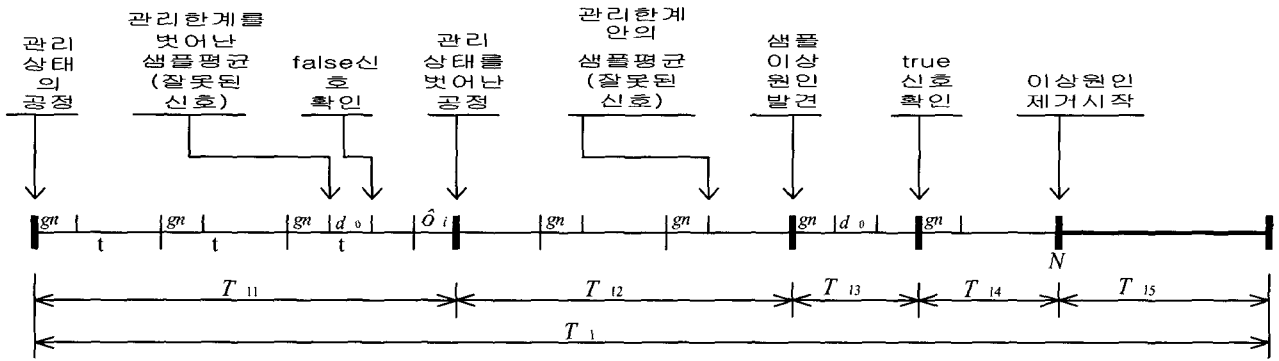 관리
상태
의
공정
관리한계를
벗어난
샘플평균
(잘못된
신호)
false신
호
확인
관리
상태를
벗어난
공정
관리한계
안의
샘플평균
(잘못된
신호)
샘플
이상
원인
발견
true
신호
확인
이상원인
제거시작
gn gn gn d 0 Ô i gn gn gn d 0 gn
t t t
N
T 11 T 12 T 13 T 14 T 15
T 1